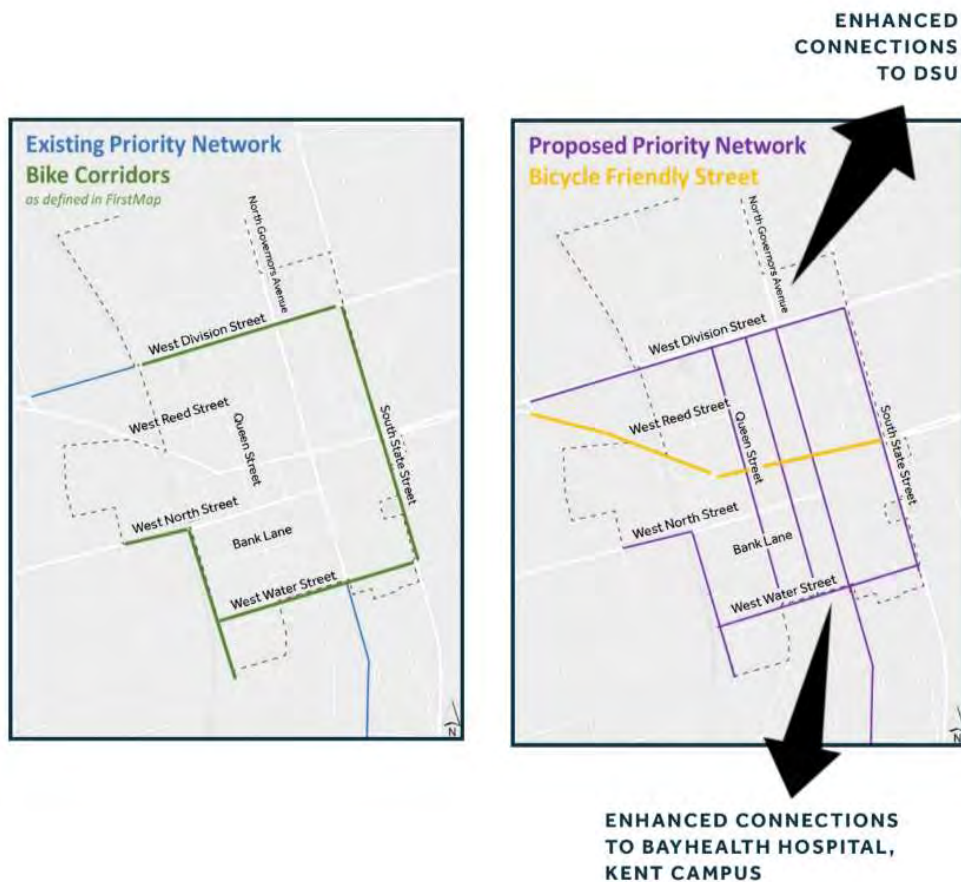 ENHANCED
CONNECTIONS
TO DSU
Existing Priority Network
Bike Corridors
as defined in FirstMap
North Governors Avenue
West Division Street
West Reed Street
Queen Street
South State Street
West North Street
Bank Lane
West Water Street
N
Proposed Priority Network
Bicycle Friendly Street
North Governors Avenue
West Division Street
West Reed Street
Queen Street
South State Street
West North Street
Bank Lane
West Water Street
N
ENHANCED CONNECTIONS
TO BAYHEALTH HOSPITAL,
KENT CAMPUS